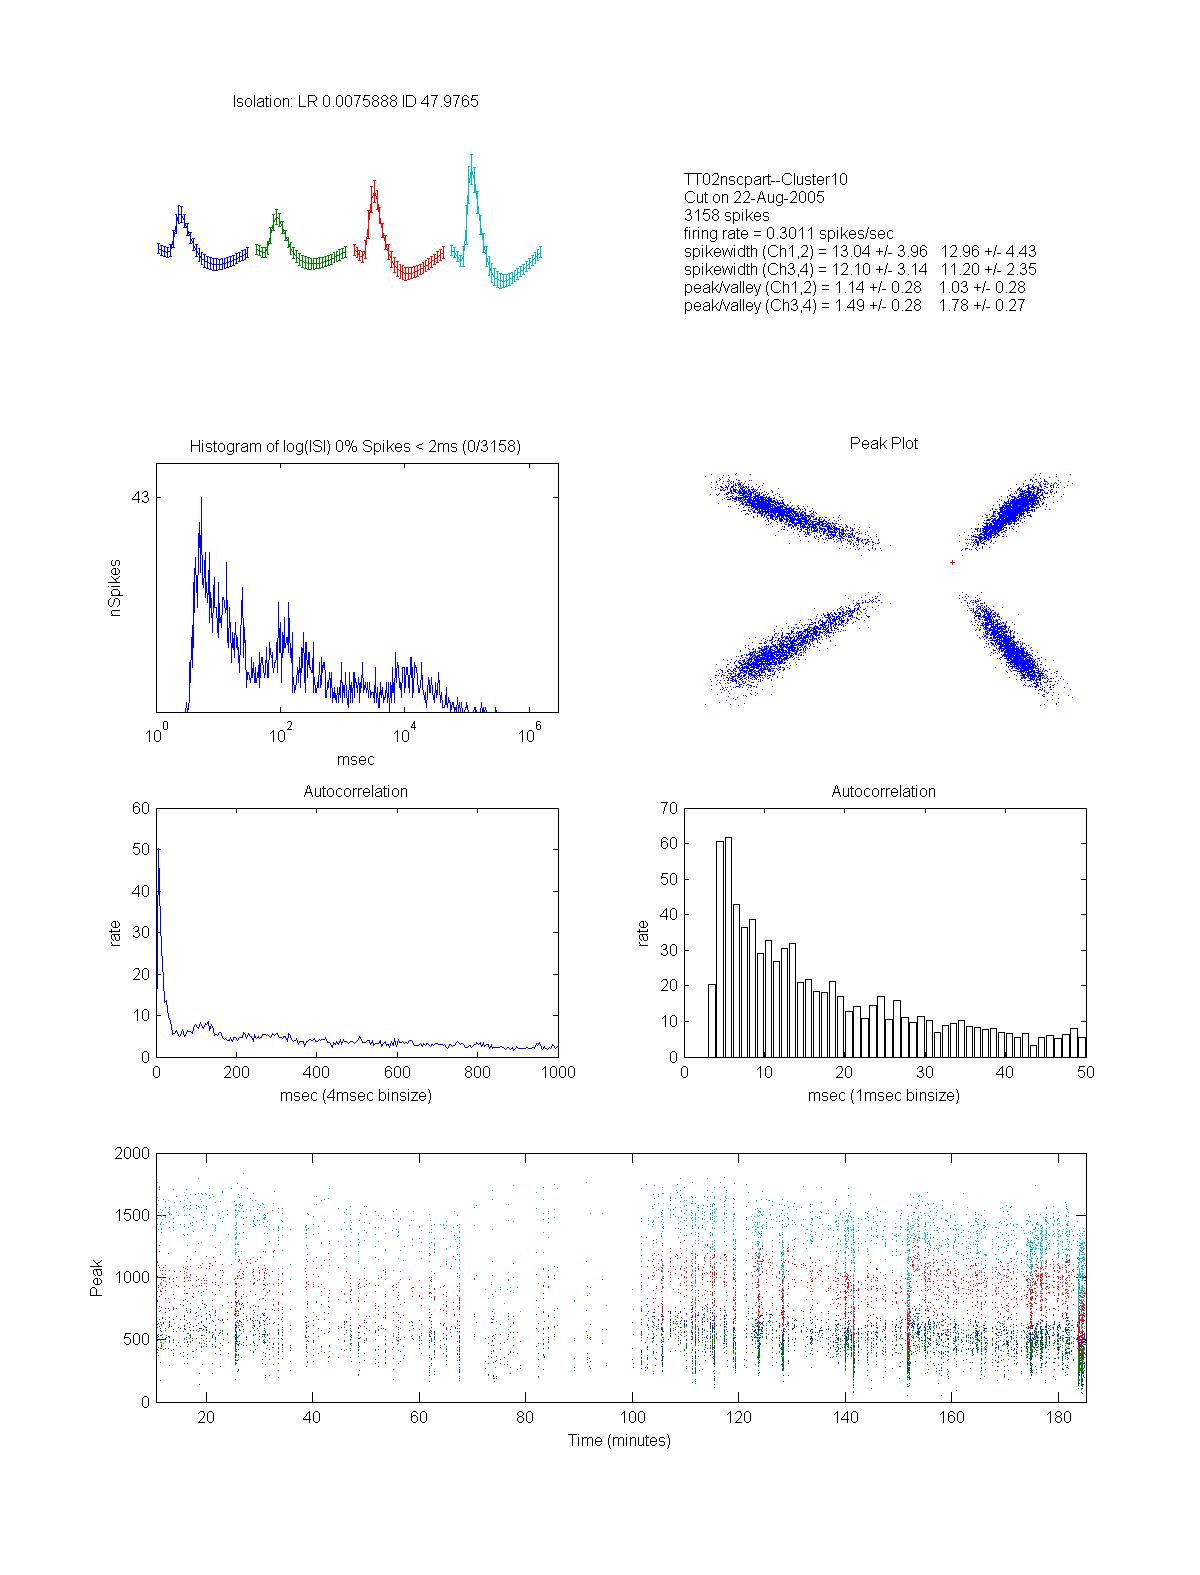 Isolation: LR 0.0075888 ID 47.9765
TT02nscpart--Cluster10
Cut on 22-Aug-2005
3158 spikes
firing rate = 0.3011 spikes/sec
spikewidth (Ch1,2) = 13.04 +/- 3.96 12.96 +/- 4.43
spikewidth (Ch3,4) = 12.10 +/- 3.14 11.20 +/- 2.35
peak/valley (Ch1,2) = 1.14 +/- 0.28 1.03 +/- 0.28
peak/valley (Ch3,4) = 1.49 +/- 0.28 1.78 +/- 0.27
Histogram of log(ISI) 0% Spikes < 2ms (0/3158)
43
nSpikes
10^0 10^2 10^4 10^6
msec
Peak Plot
Autocorrelation
60
50
40
30
20
10
0
rate
0 200 400 600 800 1000
msec (4msec binsize)
Autocorrelation
70
60
50
40
30
20
10
0
rate
0 10 20 30 40 50
msec (1msec binsize)
2000
1500
1000
500
0
Peak
20 40 60 80 100 120 140 160 180
Time (minutes)